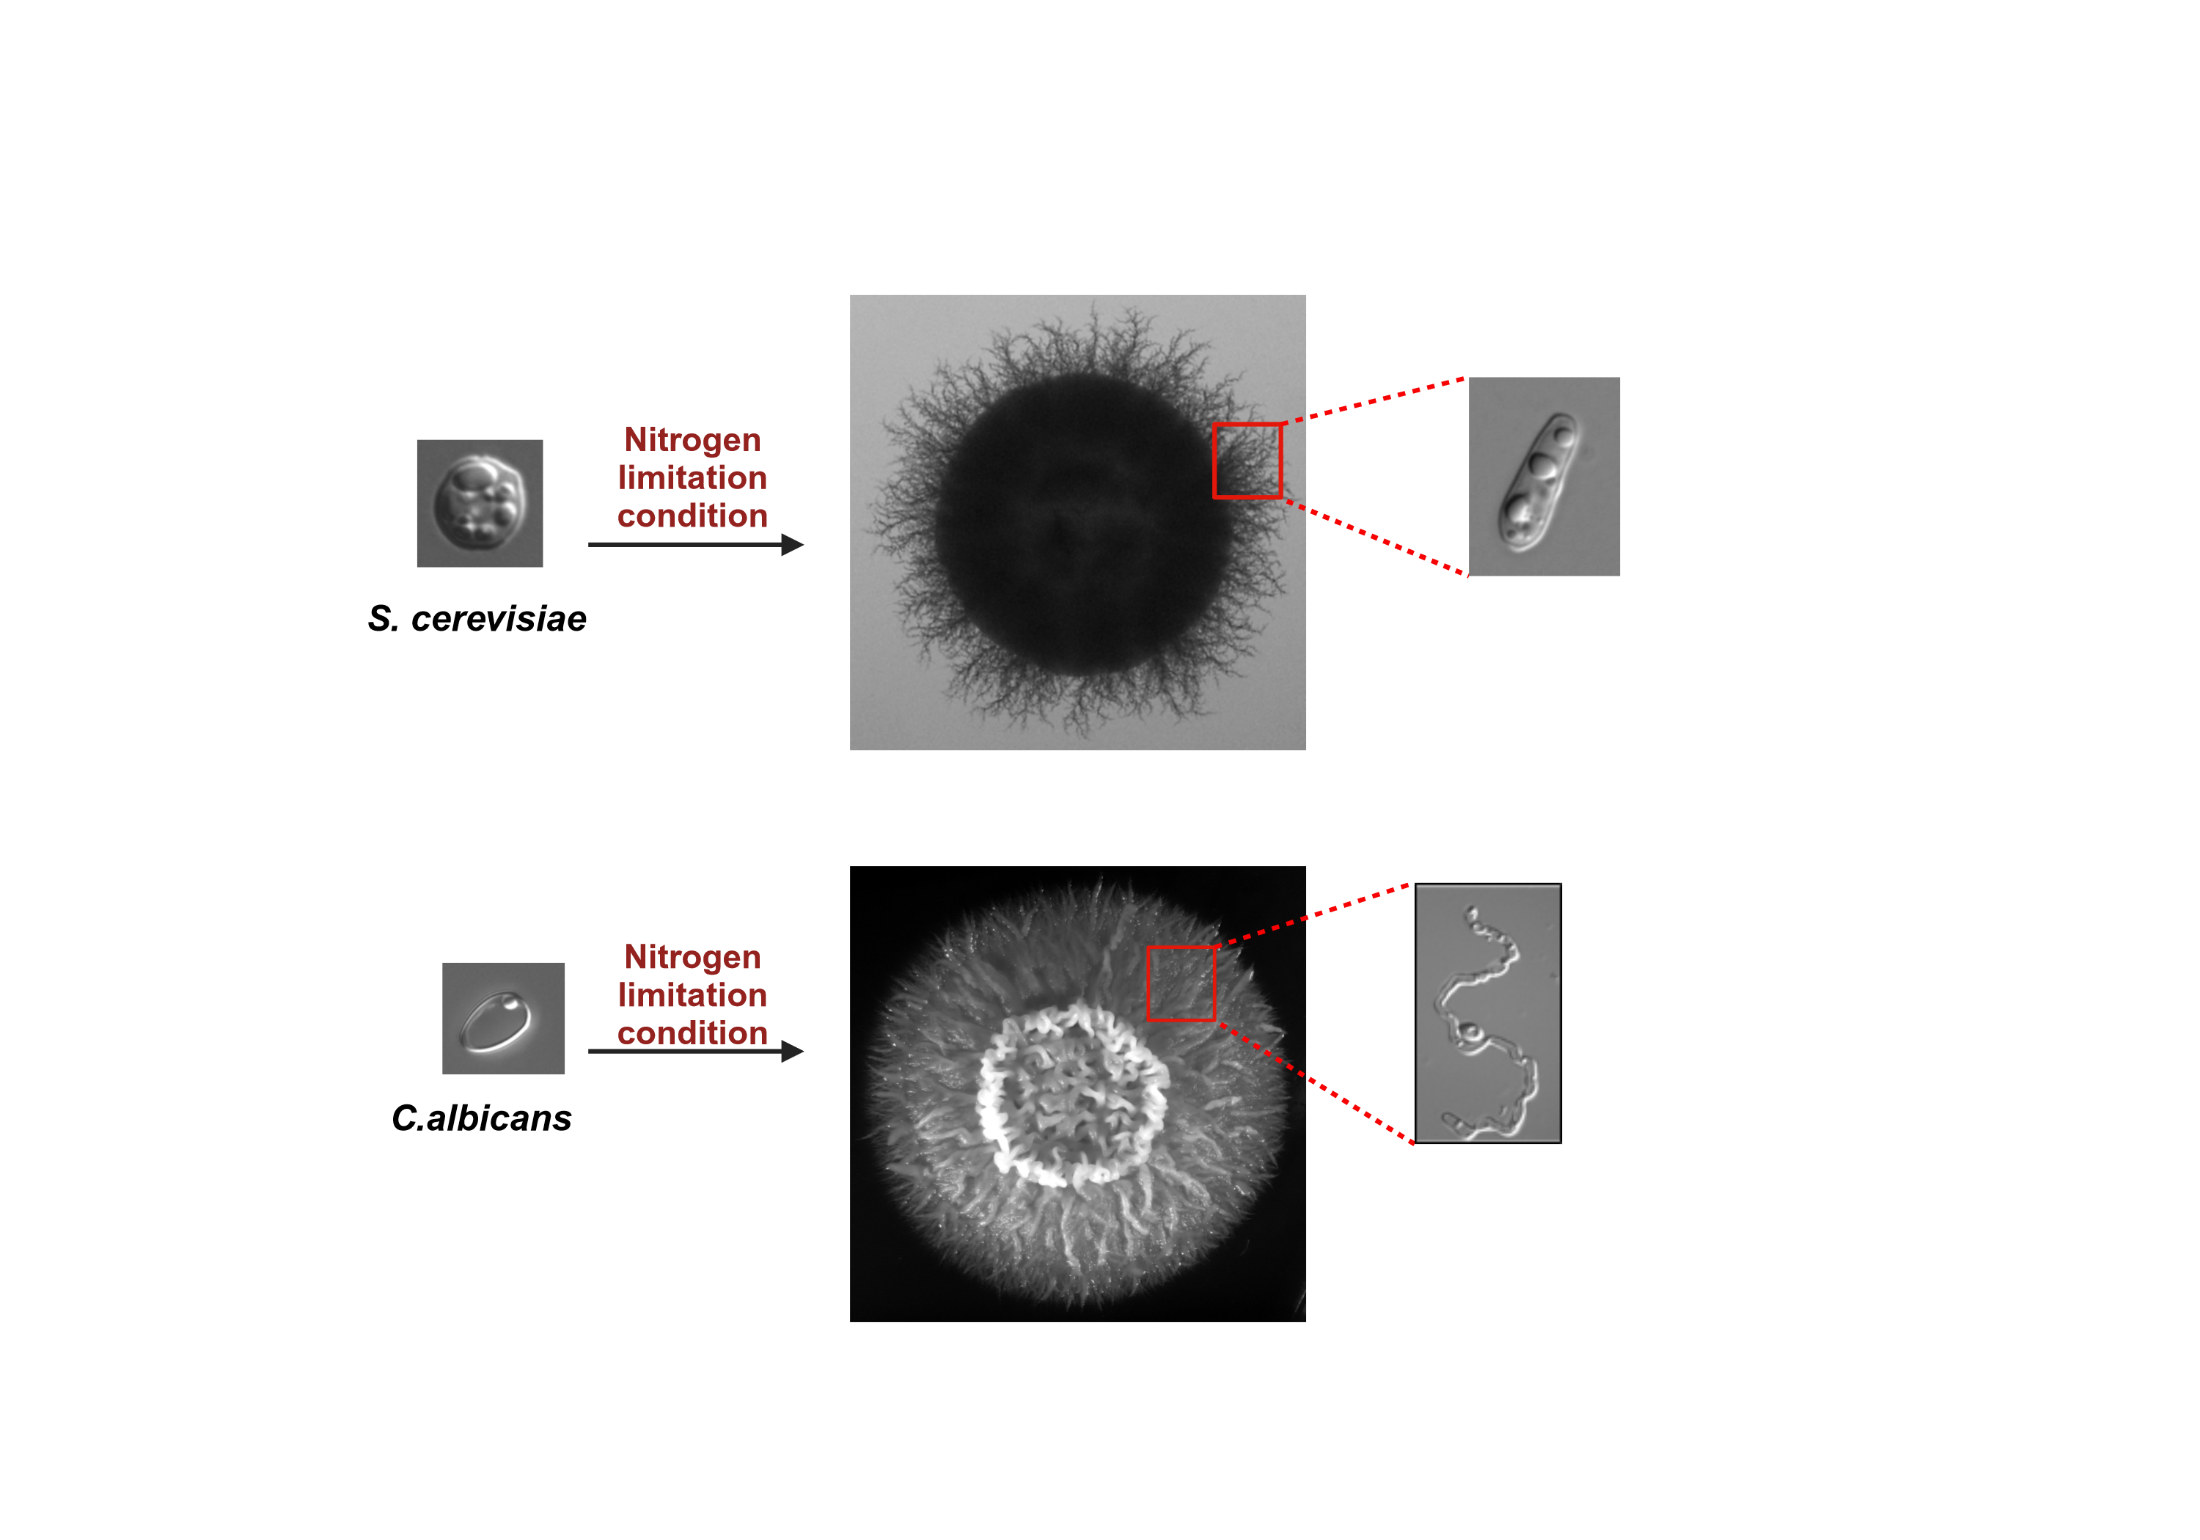 Nitrogen
limitation
condition
S. cerevisiae
Nitrogen
limitation
condition
C.albicans